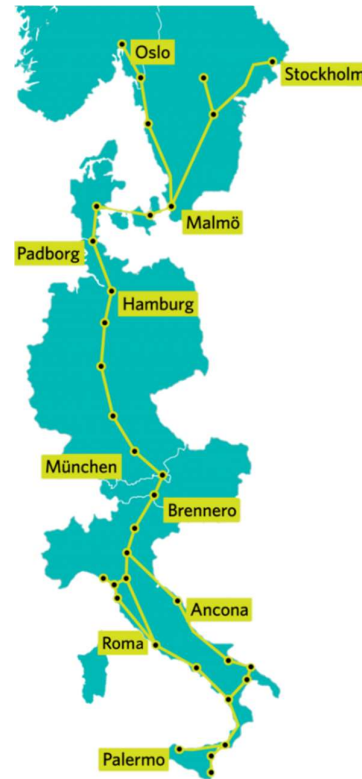 Oslo
Stockholm
Malmö
Padborg
Hamburg
München
Brennero
Ancona
Roma
Palermo